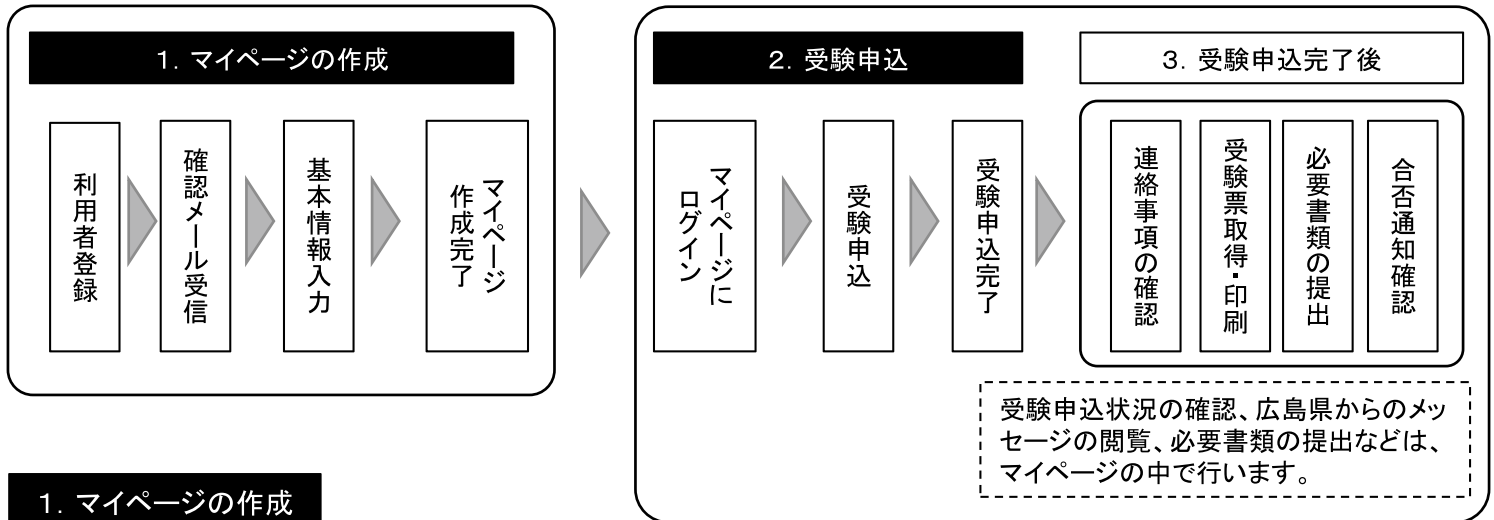 1．マイページの作成
利用者登録
確認メール受信
基本情報入力
マイページ
作成完了
2．受験申込
マイページに
ログイン
受験申込
受験申込完了
3．受験申込完了後
連絡事項の確認
受験票取得・印刷
必要書類の提出
合否通知確認
受験申込状況の確認、広島県からのメッ
セージの閲覧、必要書類の提出などは、
マイページの中で行います。
1．マイページの作成